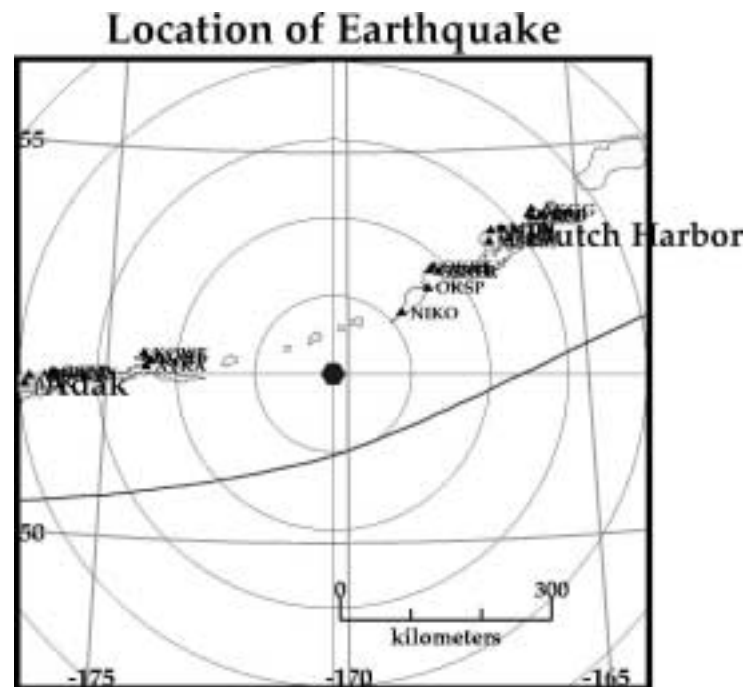 Location of Earthquake
55
Dutch Harbor
OKSP
NIKO
Adak
50
0 300
kilometers
-175 -170 -165